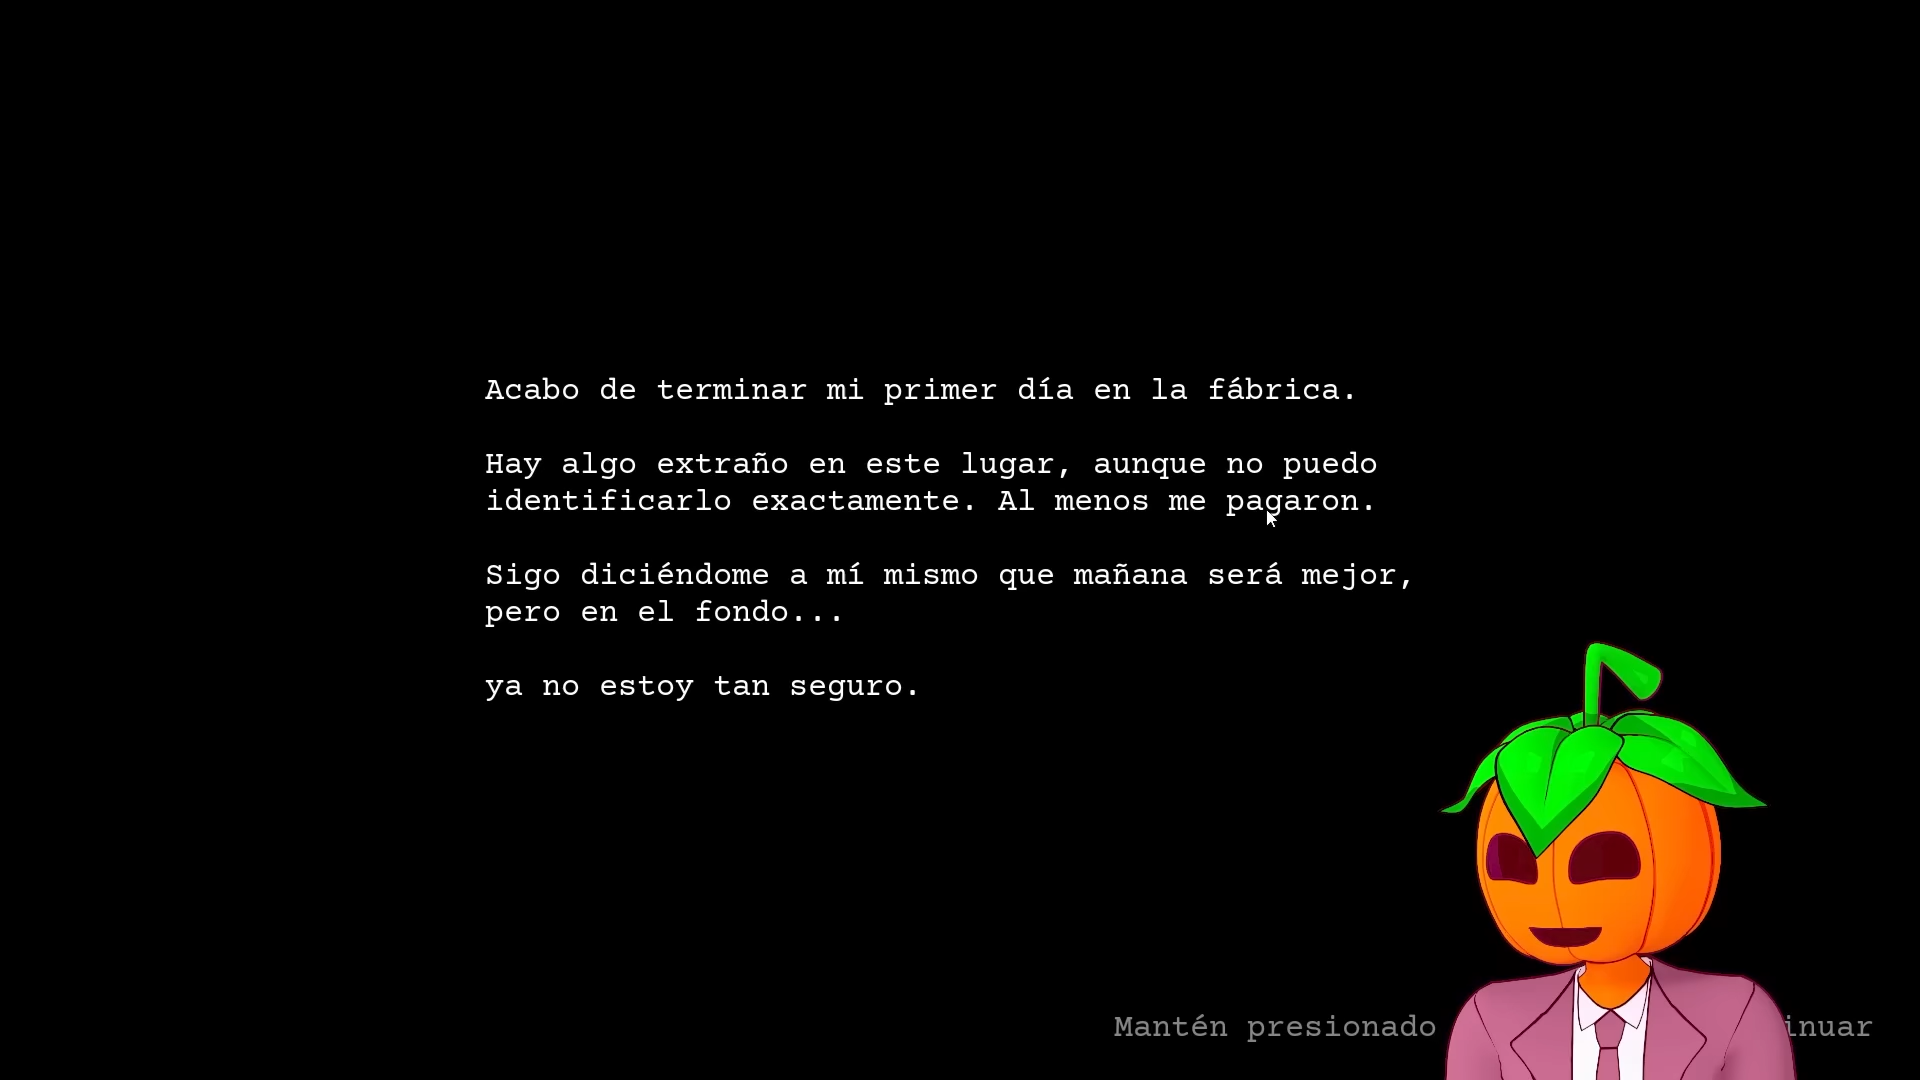 Acabo de terminar mi primer día en la fábrica.
Hay algo extraño en este lugar, aunque no puedo
identificarlo exactamente. Al menos me pagaron.
Sigo diciéndome a mí mismo que mañana será mejor,
pero en el fondo...
ya no estoy tan seguro.
Mantén presionado